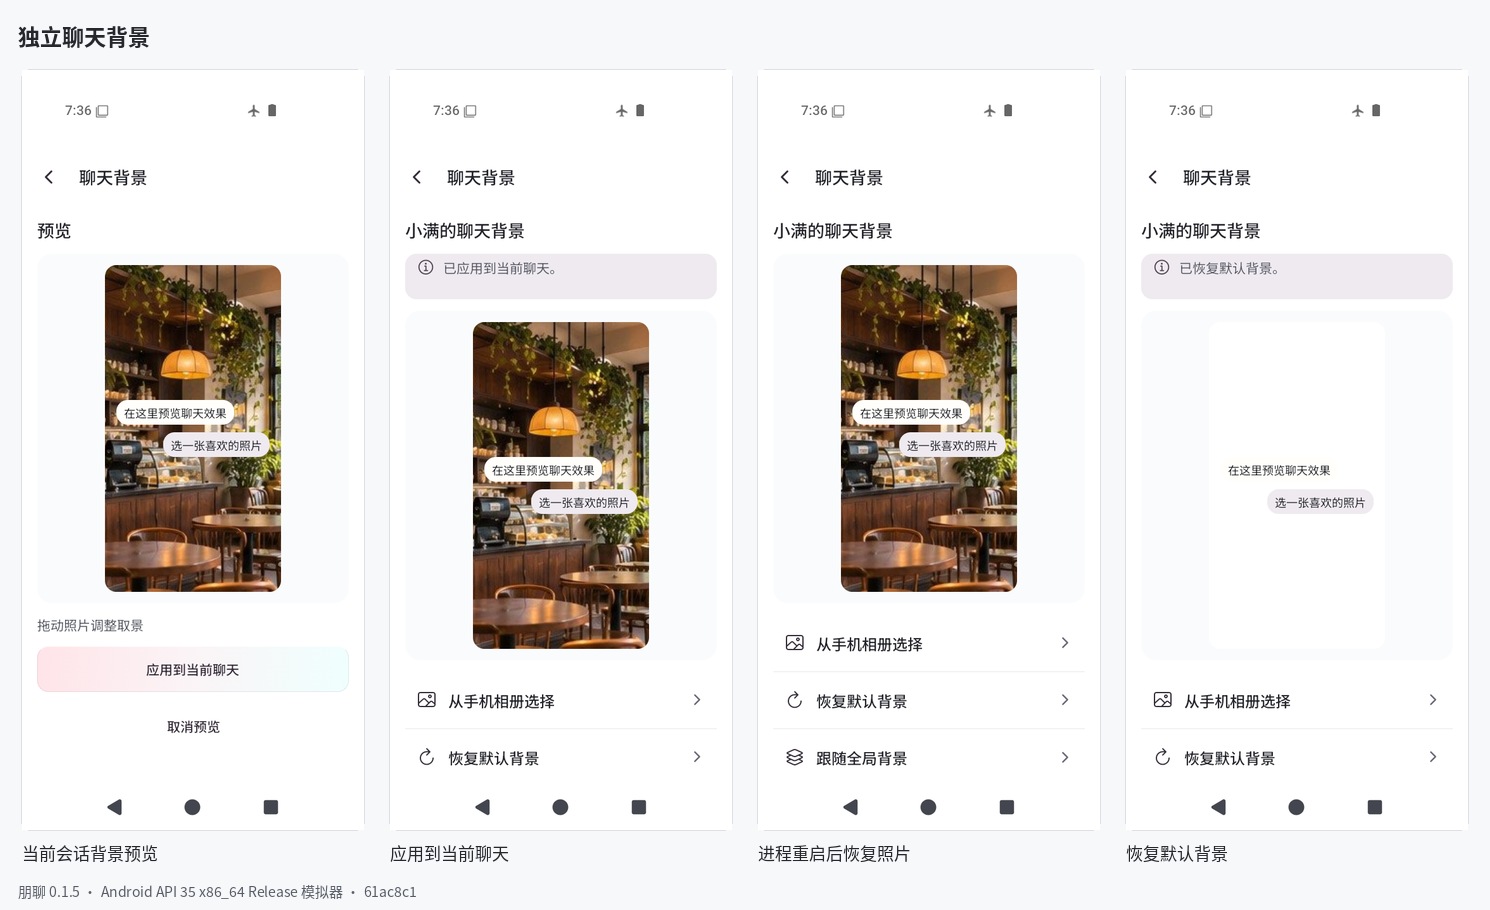 独立聊天背景
7:36
聊天背景
预览
在这里预览聊天效果
选一张喜欢的照片
拖动照片调整取景
应用到当前聊天
取消预览
当前会话背景预览
7:36
聊天背景
小满的聊天背景
已应用到当前聊天。
在这里预览聊天效果
选一张喜欢的照片
从手机相册选择
恢复默认背景
应用到当前聊天
7:36
聊天背景
小满的聊天背景
在这里预览聊天效果
选一张喜欢的照片
从手机相册选择
恢复默认背景
跟随全局背景
进程重启后恢复照片
7:36
聊天背景
小满的聊天背景
已恢复默认背景。
在这里预览聊天效果
选一张喜欢的照片
从手机相册选择
恢复默认背景
恢复默认背景
朋聊 0.1.5 · Android API 35 x86_64 Release 模拟器 · 61ac8c1